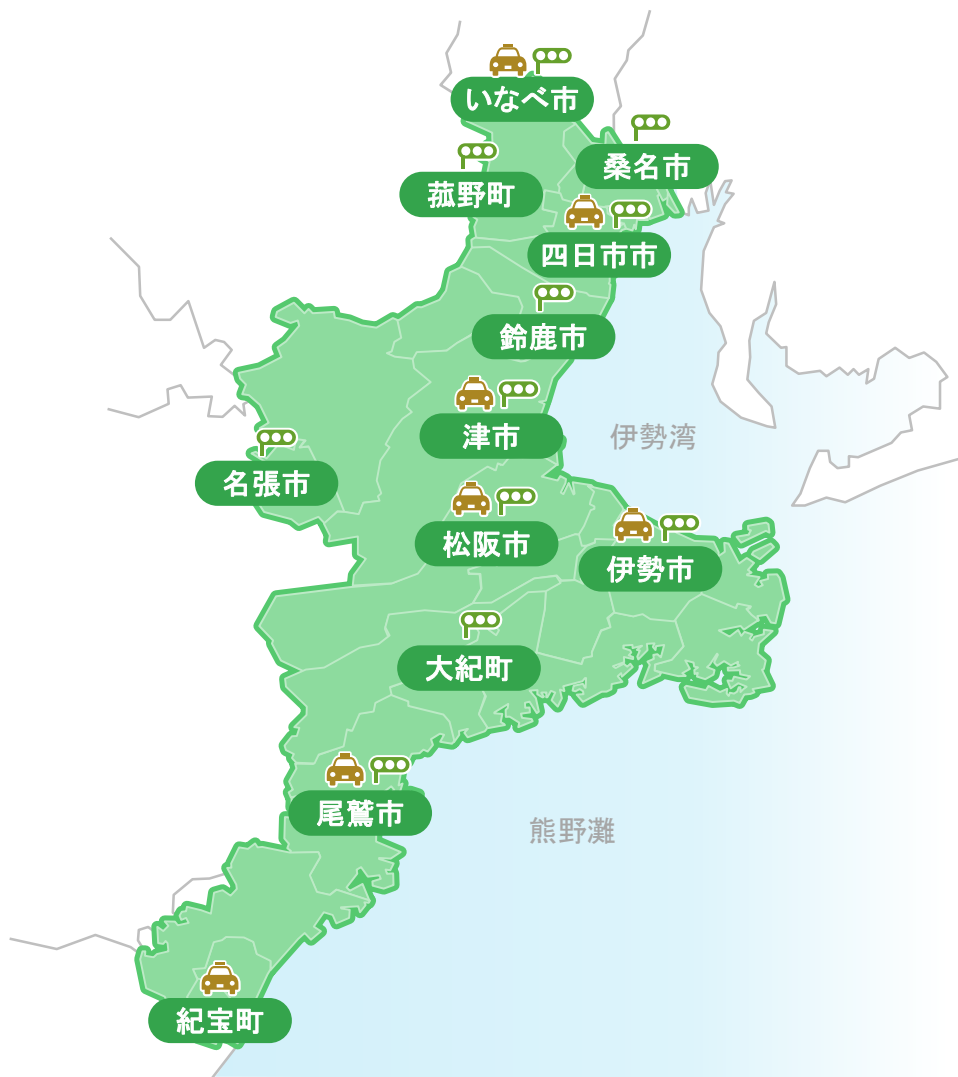 いなべ市
桑名市
菰野町
四日市市
鈴鹿市
津市
伊勢湾
名張市
松阪市
伊勢市
大紀町
尾鷲市
熊野灘
紀宝町